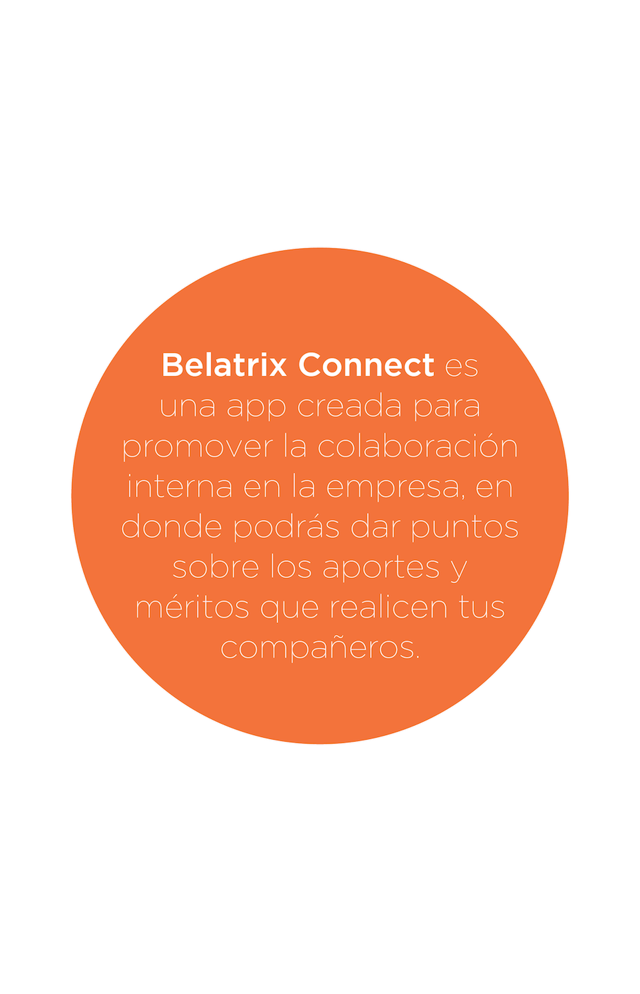 Belatrix Connect es
una app creada para
promover la colaboración
interna en la empresa, en
donde podrás dar puntos
sobre los aportes y
méritos que realicen tus
compañeros.